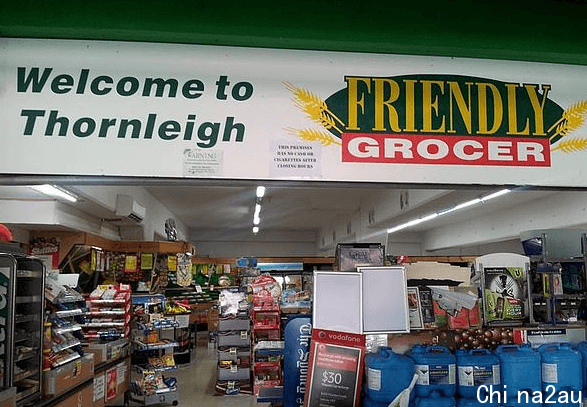 Welcome to
Thornleigh
FRIENDLY
GROCER
WARNING
THIS PREMISES
HAS NO CASH OR
CIGARETTES AFTER
CLOSING HOURS
vodafone
$30
Chi na2au